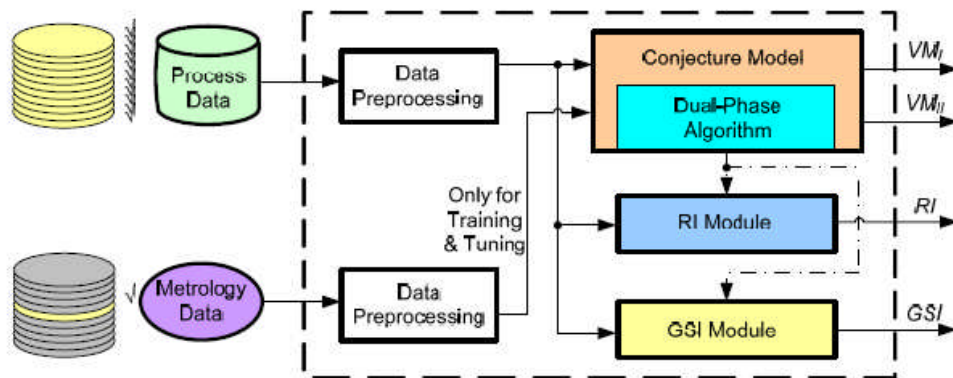 Process
Data
Data
Preprocessing
Conjecture Model
Dual-Phase
Algorithm
VMI
VMII
Only for
Training
& Tuning
RI Module
RI
Metrology
Data
Data
Preprocessing
GSI Module
GSI